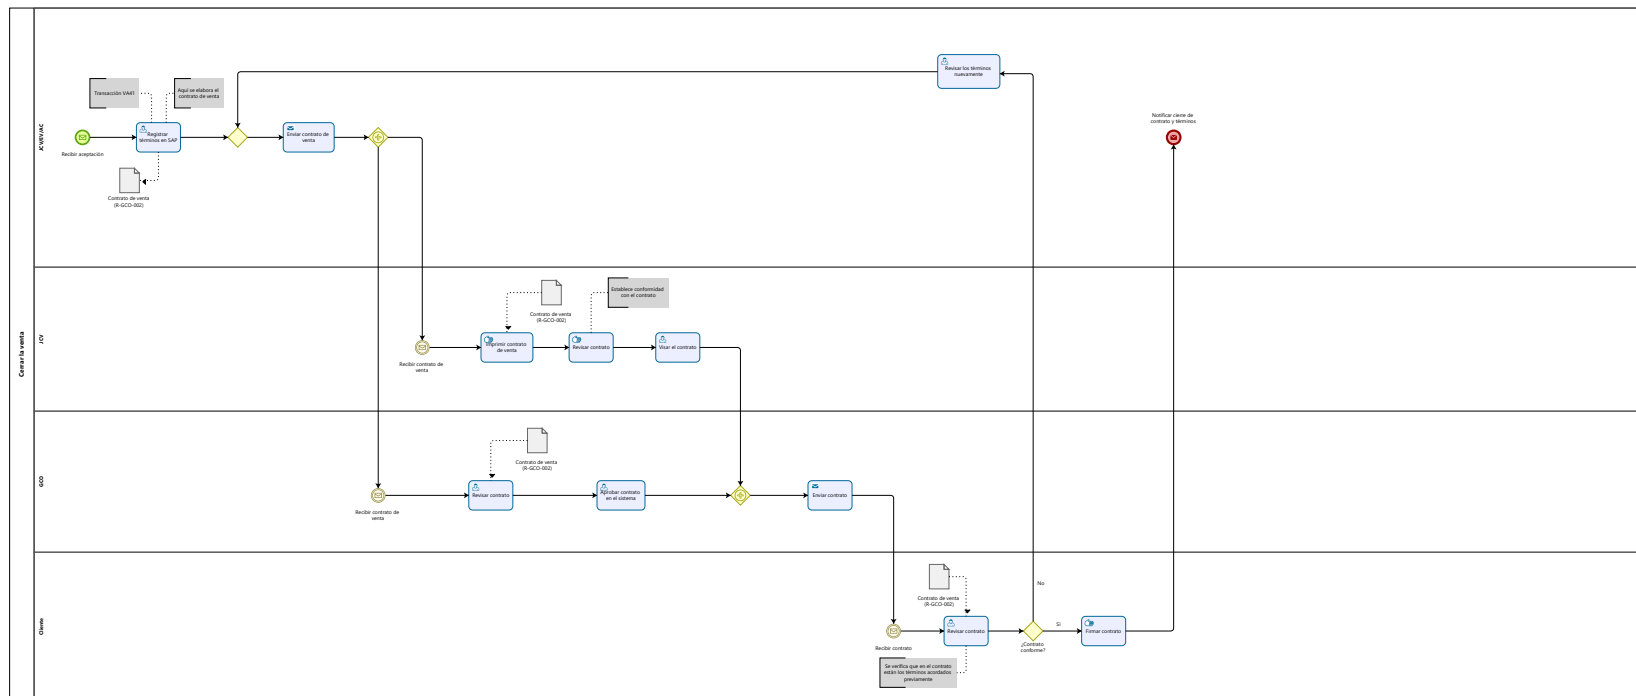 Cerrar la venta
JCV/EV/AC
Revisar los términos
nuevamente
Transacción VA41
Aquí se elabora el
contrato de venta
Notificar cierre de
contrato y términos
Registrar
términos en SAP
Enviar contrato de
venta
Recibir aceptación
Contrato de venta
(R-GCO-002)
JCV
Establece conformidad
con el contrato
Contrato de venta
(R-GCO-002)
Imprimir contrato
de venta
Revisar contrato
Visar el contrato
Recibir contrato de
venta
GCO
Contrato de venta
(R-GCO-002)
Revisar contrato
Aprobar contrato
en el sistema
Enviar contrato
Recibir contrato de
venta
Cliente
No
Contrato de venta
(R-GCO-002)
Si
Revisar contrato
Firmar contrato
Recibir contrato
¿Contrato
conforme?
Se verifica que en el contrato
están los términos acordados
previamente